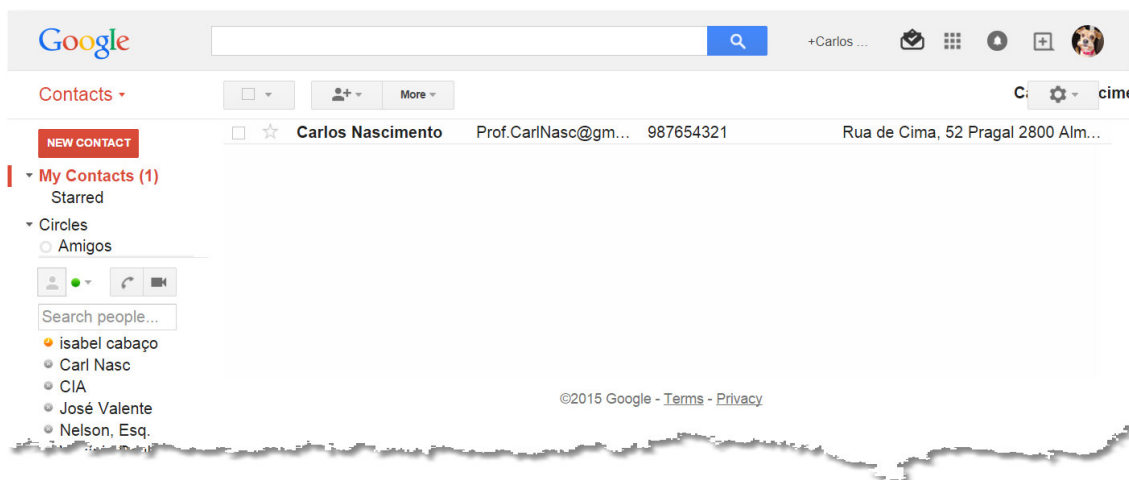 Google
+Carlos ...
Contacts
More
NEW CONTACT
Carlos Nascimento Prof.CarlNasc@gm... 987654321 Rua de Cima, 52 Pragal 2800 Alm...
My Contacts (1)
Starred
Circles
Amigos
Search people...
isabel cabaço
Carl Nasc
CIA
José Valente
Nelson, Esq.
©2015 Google - Terms - Privacy